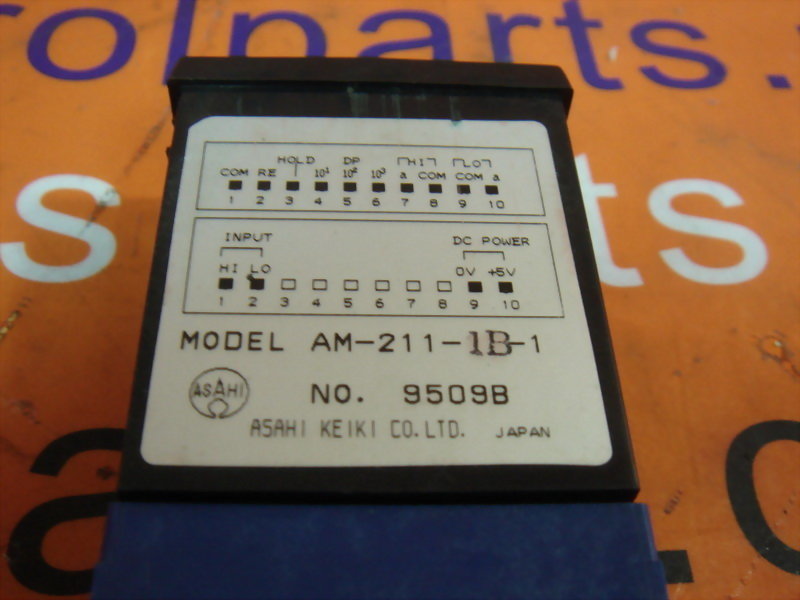 rolparts.
s
ts
HOLD DP HI LO
COM RE 10¹ 10² 10³ a COM COM a
1 2 3 4 5 6 7 8 9 10
INPUT DC POWER
HI LO 0V +5V
1 2 3 4 5 6 7 8 9 10
MODEL AM-211-1B-1
ASAHI NO. 9509B
ASAHI KEIKI CO.LTD. JAPAN